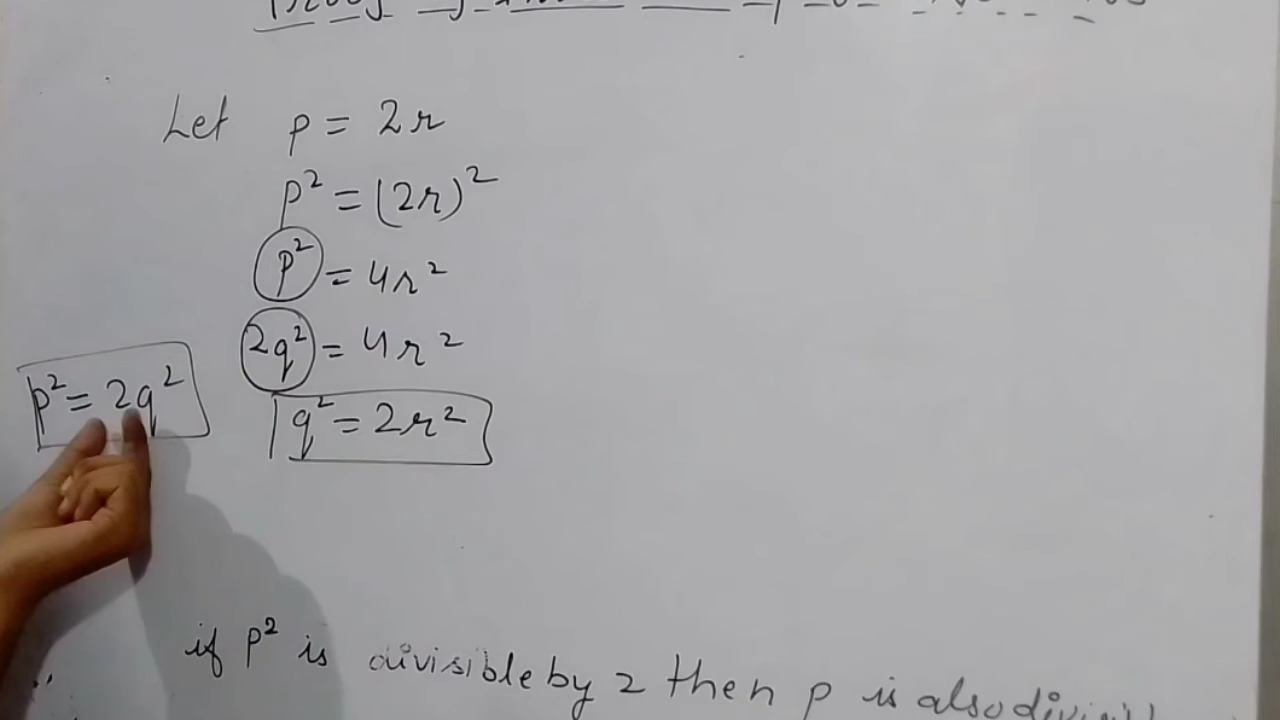 Let p = 2r
p² = (2r)²
p² = 4r²
2q² = 4r²
p² = 2q²
q² = 2r²
if p² is divisible by 2 then p is also